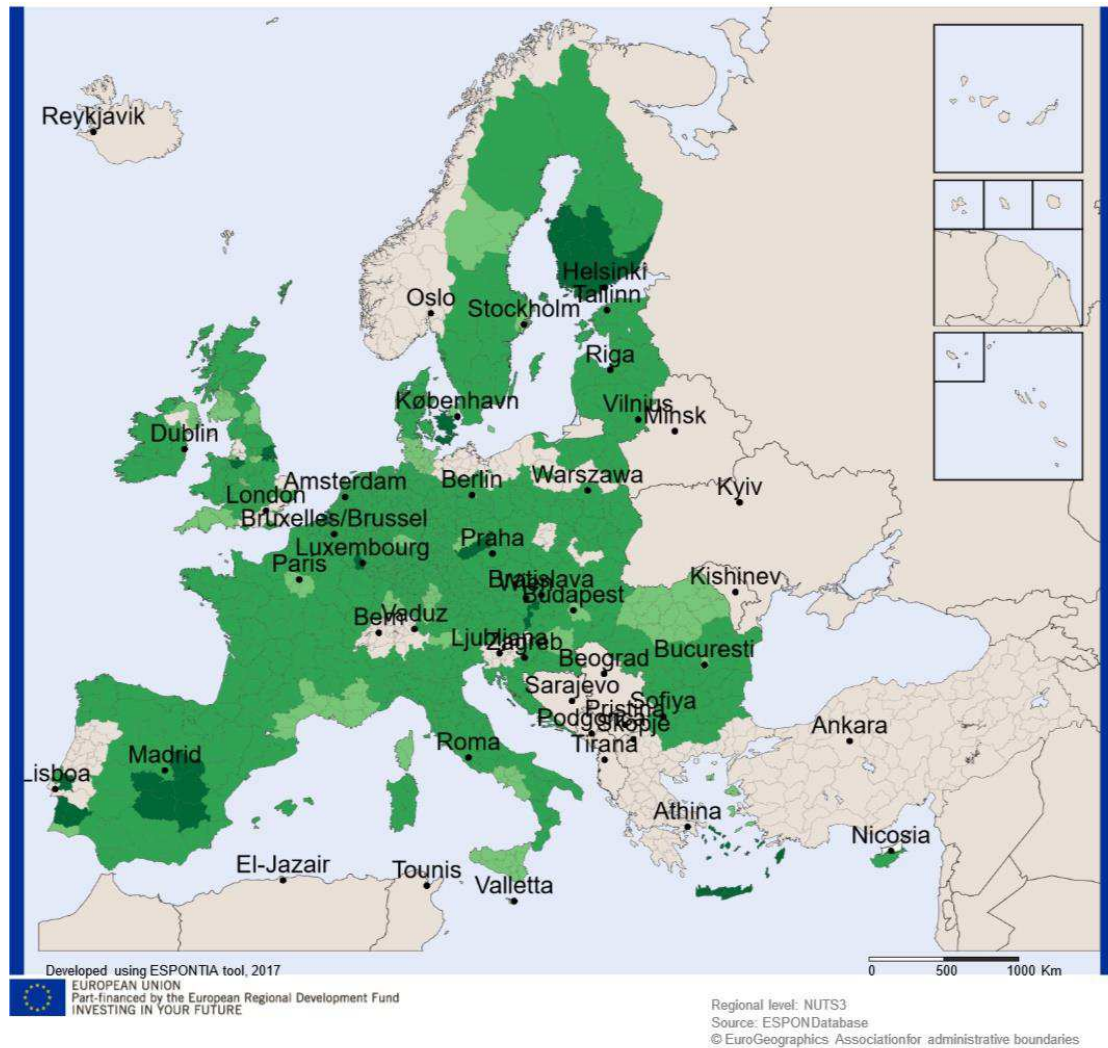 Reykjavik
Helsinki
Tallinn
Oslo
Stockholm
Riga
København
Vilnius
Minsk
Dublin
Amsterdam
Berlin
Warszawa
London
Kyiv
Bruxelles/Brussel
Praha
Luxembourg
Paris
Bratislava
Wien
Kishinev
Budapest
Vaduz
Bern
Ljubljana
Zagreb
Bucuresti
Beograd
Sarajevo
Sofiya
Pristina
Podgorica
Skopje
Ankara
Roma
Tirana
Madrid
Lisboa
Athina
Nicosia
El-Jazair
Tounis
Valletta
Developed using ESPONTIA tool, 2017
0 500 1000 Km
EUROPEAN UNION
Part-financed by the European Regional Development Fund
INVESTING IN YOUR FUTURE
Regional level: NUTS3
Source: ESPONDatabase
© EuroGeographics Associationfor administrative boundaries